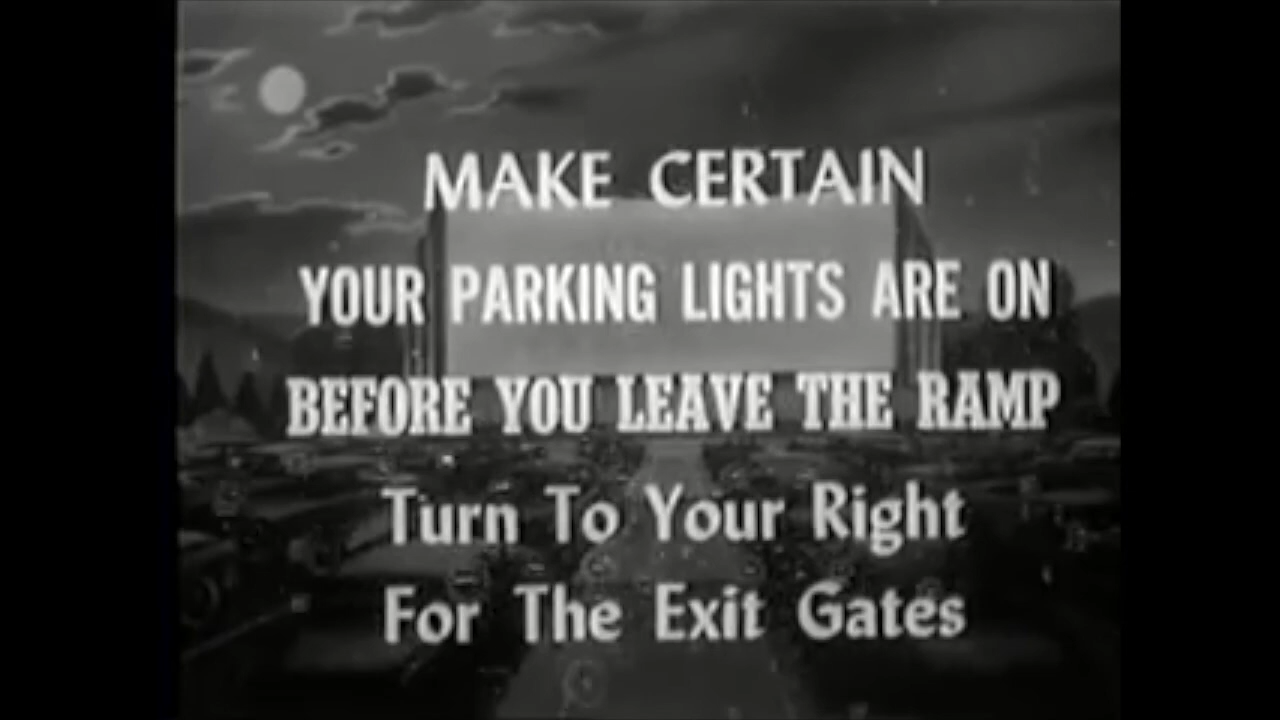 MAKE CERTAIN
YOUR PARKING LIGHTS ARE ON
BEFORE YOU LEAVE THE RAMP
Turn To Your Right
For The Exit Gates